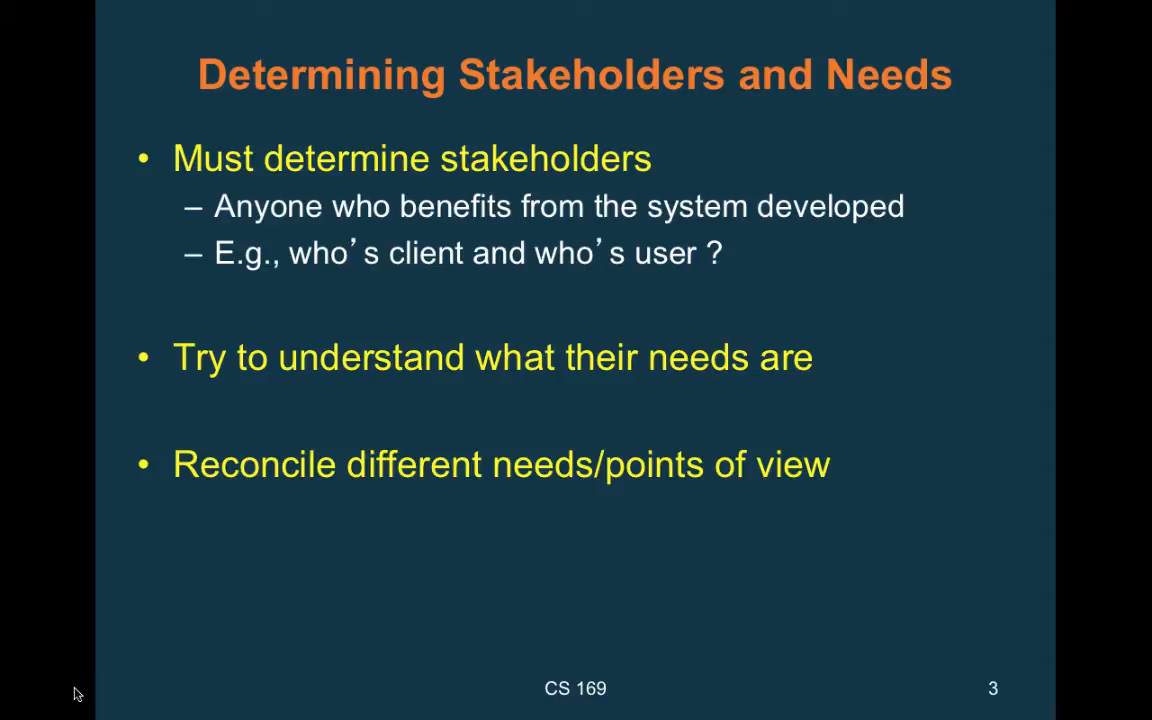 Determining Stakeholders and Needs
• Must determine stakeholders
– Anyone who benefits from the system developed
– E.g., who’s client and who’s user ?
• Try to understand what their needs are
• Reconcile different needs/points of view
CS 169
3